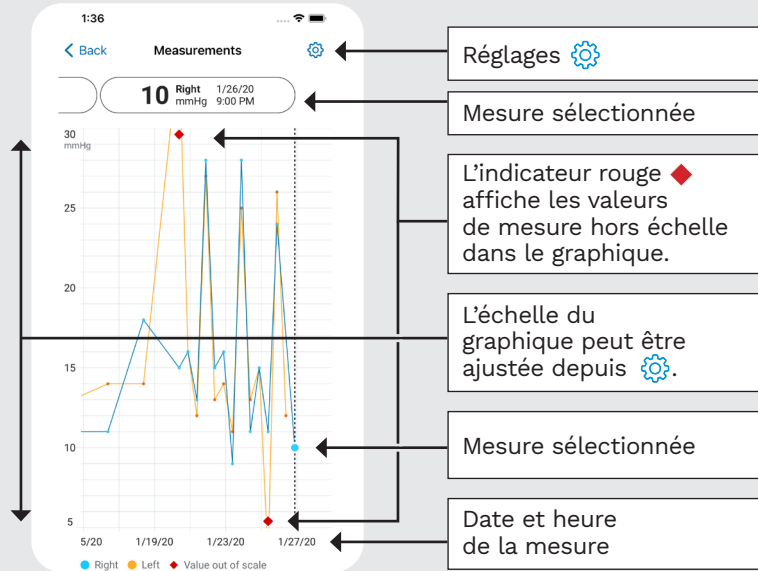 1:36
Back
Measurements
10 Right 1/26/20
mmHg 9:00 PM
30
mmHg
25
20
15
10
5
5/20 1/19/20 1/23/20 1/27/20
Right Left Value out of scale
Réglages
Mesure sélectionnée
L’indicateur rouge
affiche les valeurs
de mesure hors échelle
dans le graphique.
L’échelle du
graphique peut être
ajustée depuis .
Mesure sélectionnée
Date et heure
de la mesure